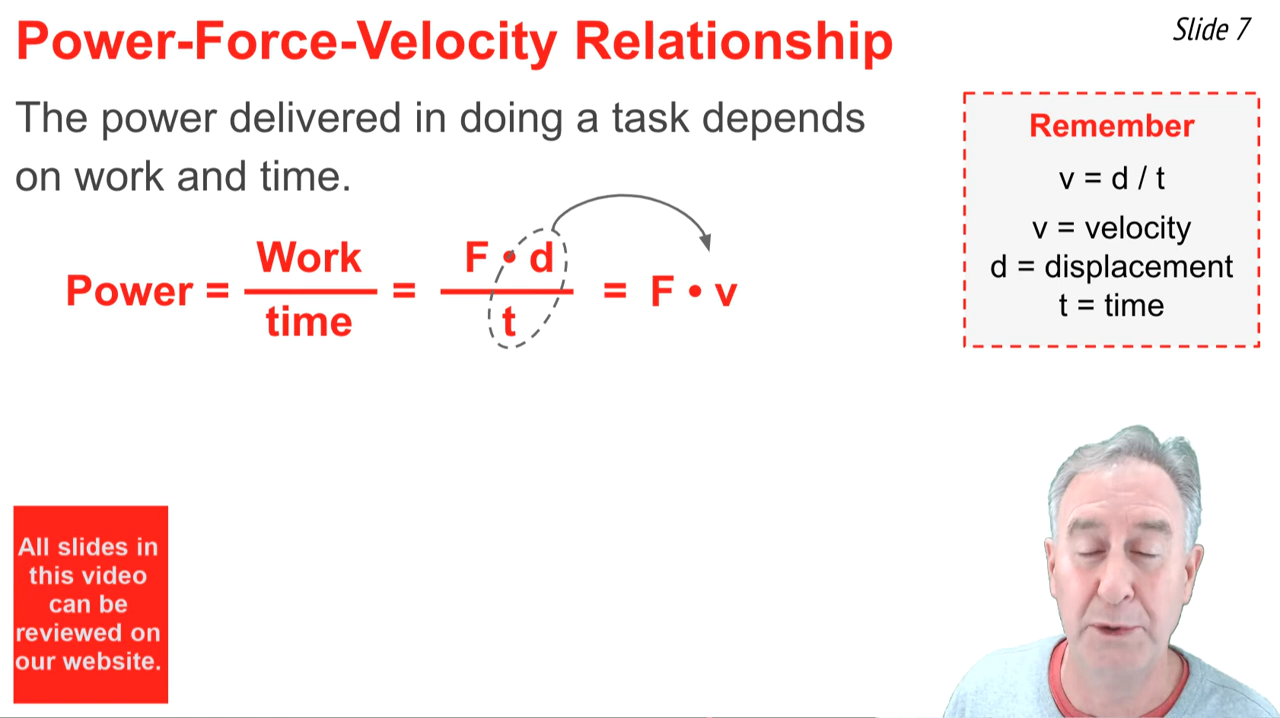 Power-Force-Velocity Relationship
Slide 7
The power delivered in doing a task depends
on work and time.
Power = Work / time = F • d / t = F • v
Remember
v = d / t
v = velocity
d = displacement
t = time
All slides in
this video
can be
reviewed on
our website.